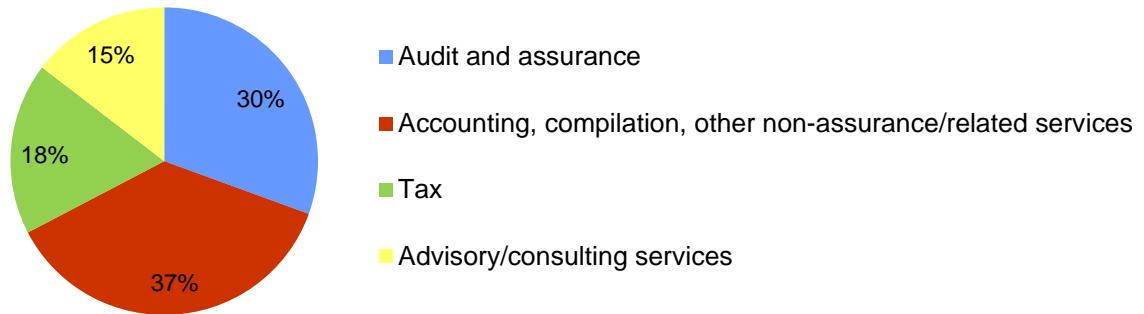 15%
30%
18%
37%
Audit and assurance
Accounting, compilation, other non-assurance/related services
Tax
Advisory/consulting services